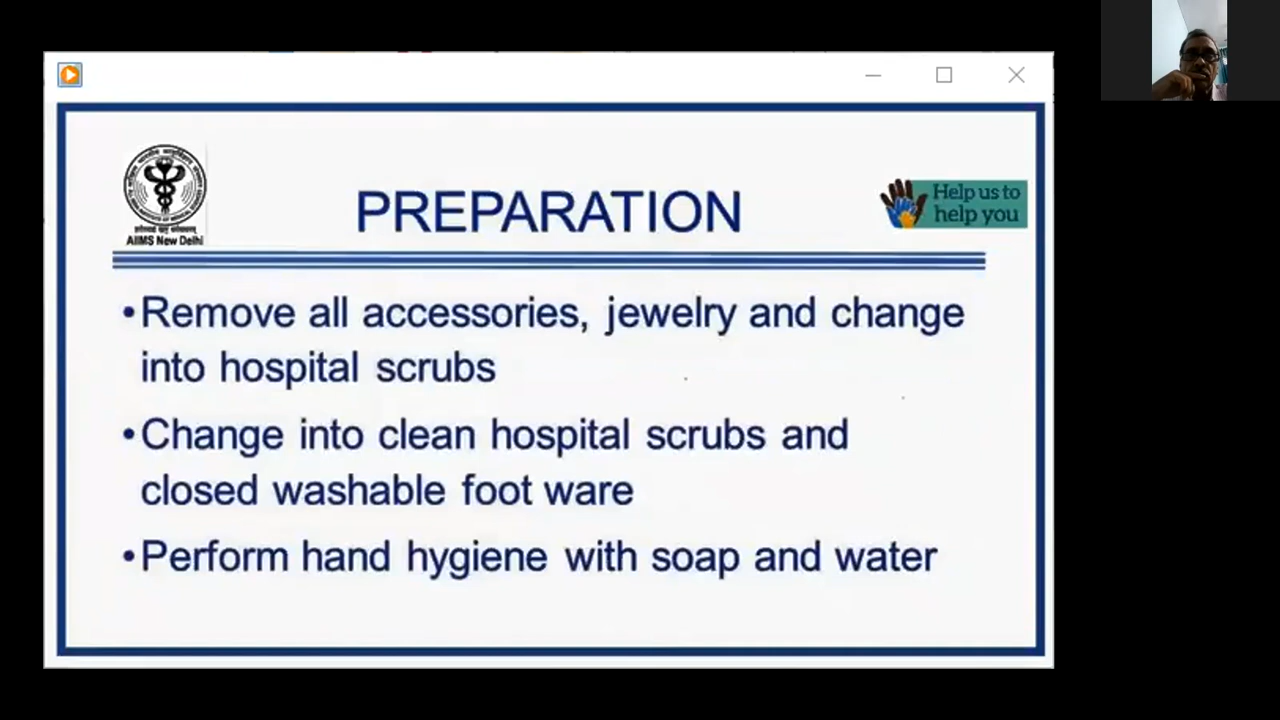 AIIMS New Delhi
PREPARATION
Help us to
help you
•Remove all accessories, jewelry and change
into hospital scrubs
•Change into clean hospital scrubs and
closed washable foot ware
•Perform hand hygiene with soap and water